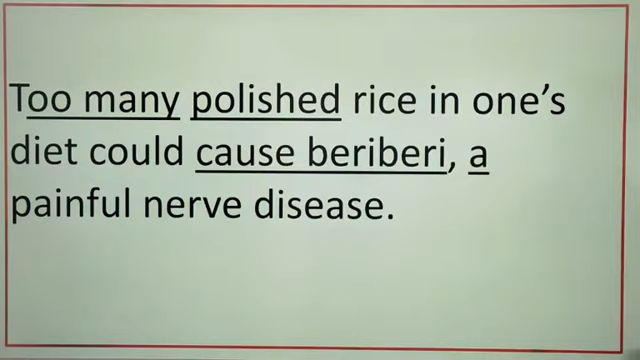 Too many polished rice in one’s
diet could cause beriberi, a
painful nerve disease.